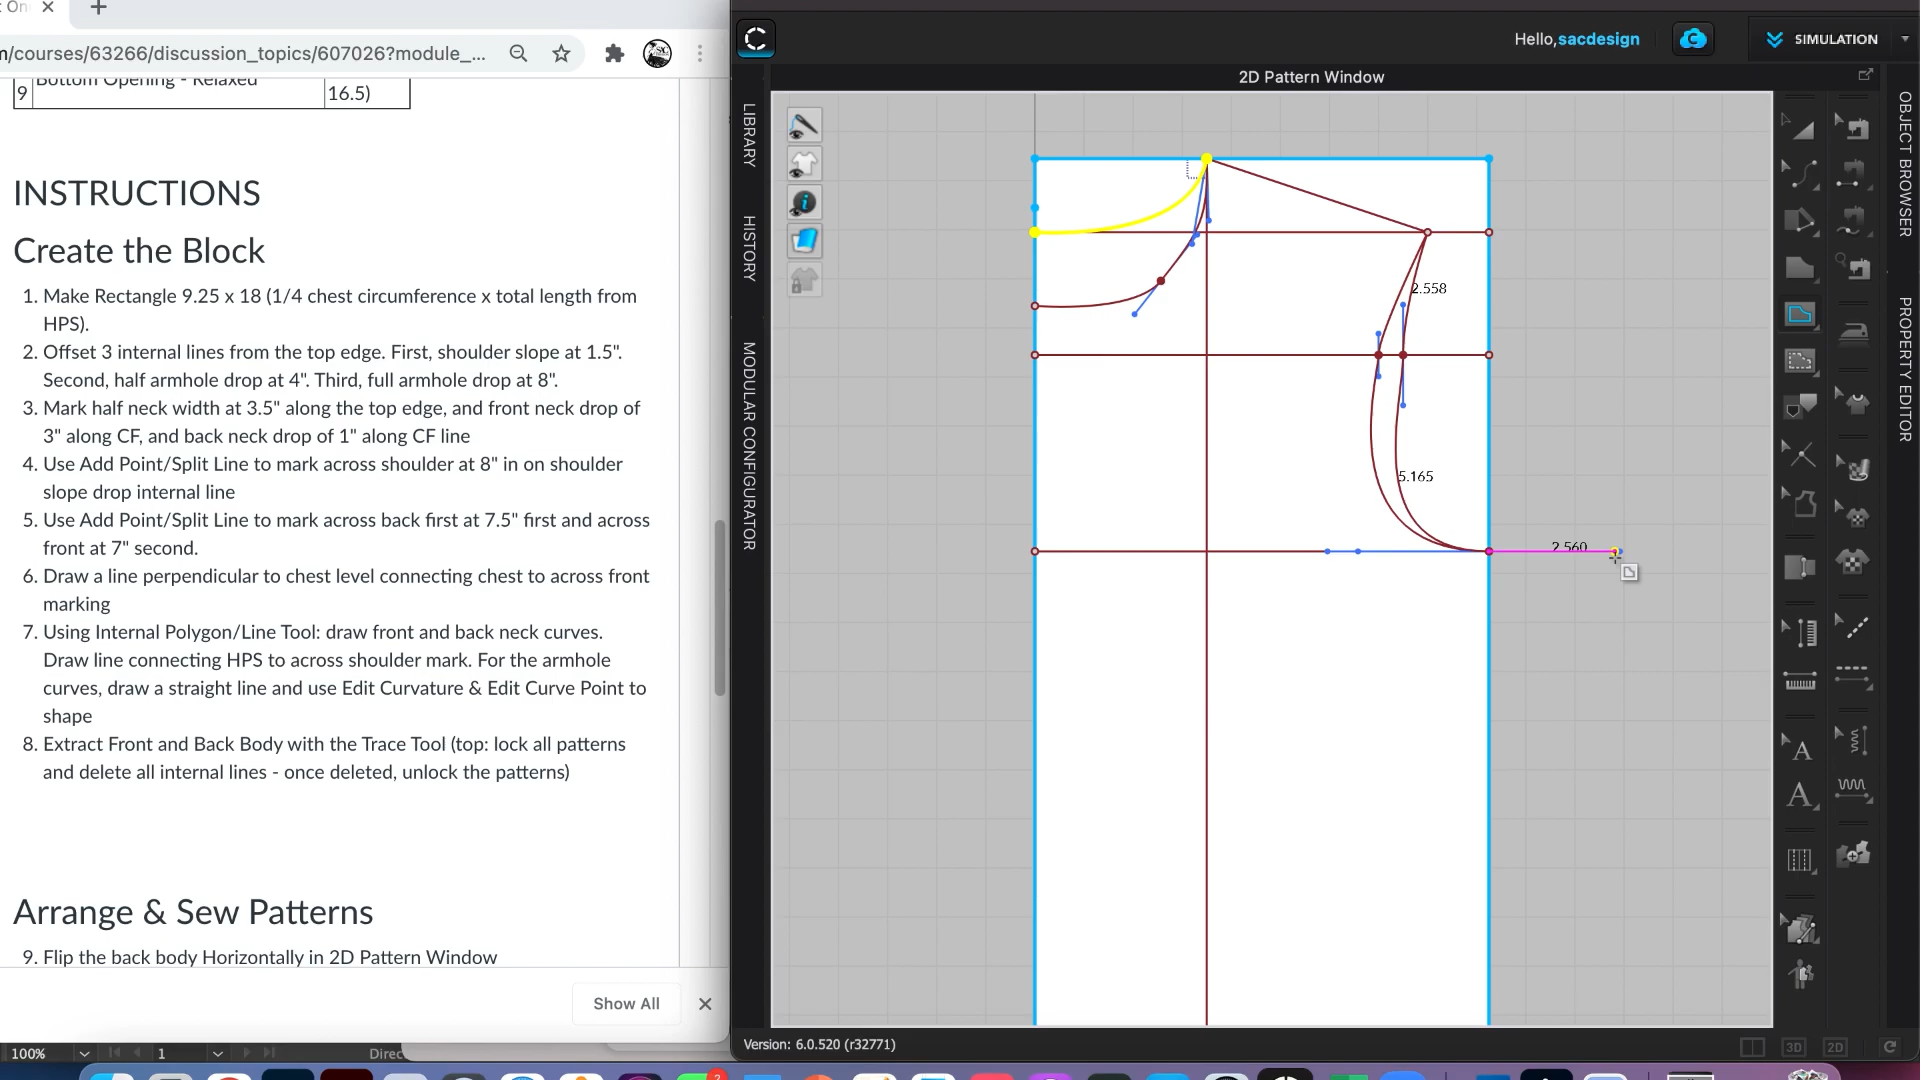 t On
n/courses/63266/discussion_topics/607026?module_...
9 Bottom Opening - Relaxed 16.5)
INSTRUCTIONS
Create the Block
1. Make Rectangle 9.25 x 18 (1/4 chest circumference x total length from
HPS).
2. Offset 3 internal lines from the top edge. First, shoulder slope at 1.5".
Second, half armhole drop at 4". Third, full armhole drop at 8".
3. Mark half neck width at 3.5" along the top edge, and front neck drop of
3" along CF, and back neck drop of 1" along CF line
4. Use Add Point/Split Line to mark across shoulder at 8" in on shoulder
slope drop internal line
5. Use Add Point/Split Line to mark across back first at 7.5" first and across
front at 7" second.
6. Draw a line perpendicular to chest level connecting chest to across front
marking
7. Using Internal Polygon/Line Tool: draw front and back neck curves.
Draw line connecting HPS to across shoulder mark. For the armhole
curves, draw a straight line and use Edit Curvature & Edit Curve Point to
shape
8. Extract Front and Back Body with the Trace Tool (top: lock all patterns
and delete all internal lines - once deleted, unlock the patterns)
Arrange & Sew Patterns
9. Flip the back body Horizontally in 2D Pattern Window
Show All
100%
1
Direc
2
Hello,sacdesign
SIMULATION
2D Pattern Window
LIBRARY
HISTORY
MODULAR CONFIGURATOR
2.558
5.165
2.560
OBJECT BROWSER
PROPERTY EDITOR
A
A
Version: 6.0.520 (r32771)
3D
2D